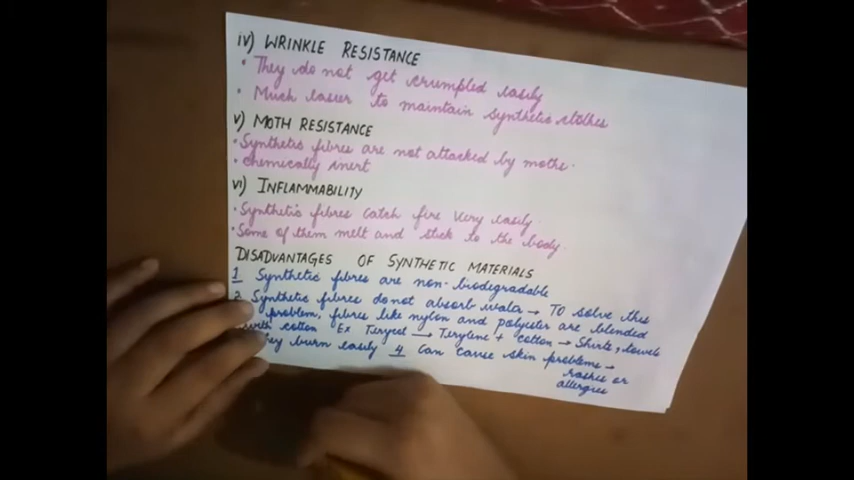 iv) WRINKLE RESISTANCE
• They do not get crumpled easily
• Much easier to maintain synthetic clothes
v) MOTH RESISTANCE
• Synthetic fibres are not attacked by moths.
• chemically inert
vi) INFLAMMABILITY
• Synthetic fibres catch fire very easily.
• Some of them melt and stick to the body.
DISADVANTAGES OF SYNTHETIC MATERIALS
1 Synthetic fibres are non-biodegradable
2. Synthetic fibres donot absorb water → TO solve this
problem, fibres like nylon and polyester are blended
with cotton Ex Terycot → Terylene + cotton → Shirts, towels
they burn easily 4 Can cause skin problems →
rashes or
allergies